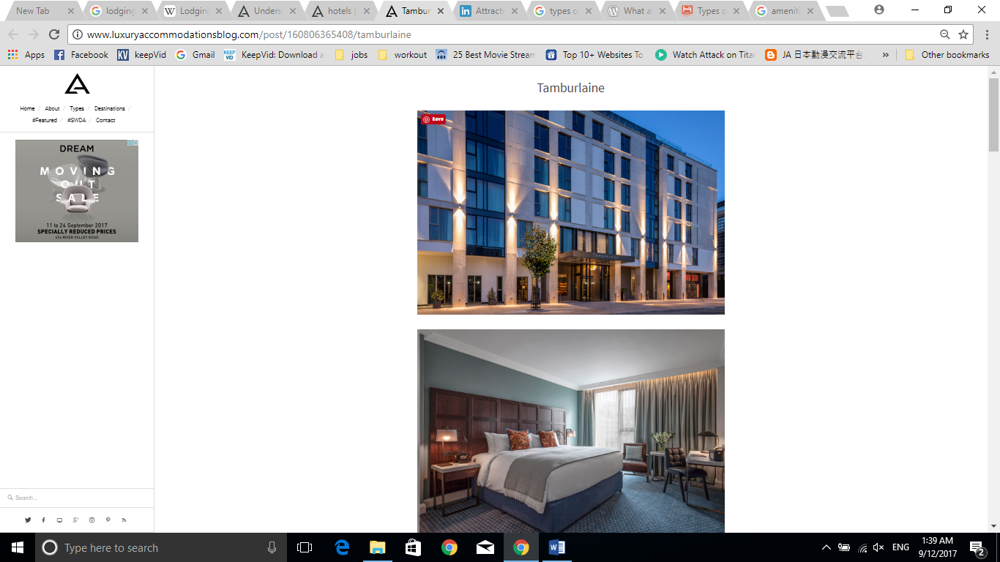 New Tab
lodging
Lodgin
Unders
hotels |
Tambur
Attracti
types o
What a
Types c
ameniti
www.luxuryaccommodationsblog.com/post/160806365408/tamburlaine
Apps
Facebook
keepVid
Gmail
KeepVid: Download a
jobs
workout
25 Best Movie Stream
Top 10+ Websites To
Watch Attack on Tita
JA 日本動漫交流平台
»
Other bookmarks
Home / About / Types / Destinations /
#Featured / #SWDA / Contact
DREAM
MOVING
OUT
SALE
11 to 24 September 2017
SPECIALLY REDUCED PRICES
454 RIVER VALLEY ROAD
Tamburlaine
Save
TAMBURLAINE
Search...
Type here to search
ENG
1:39 AM
9/12/2017
2